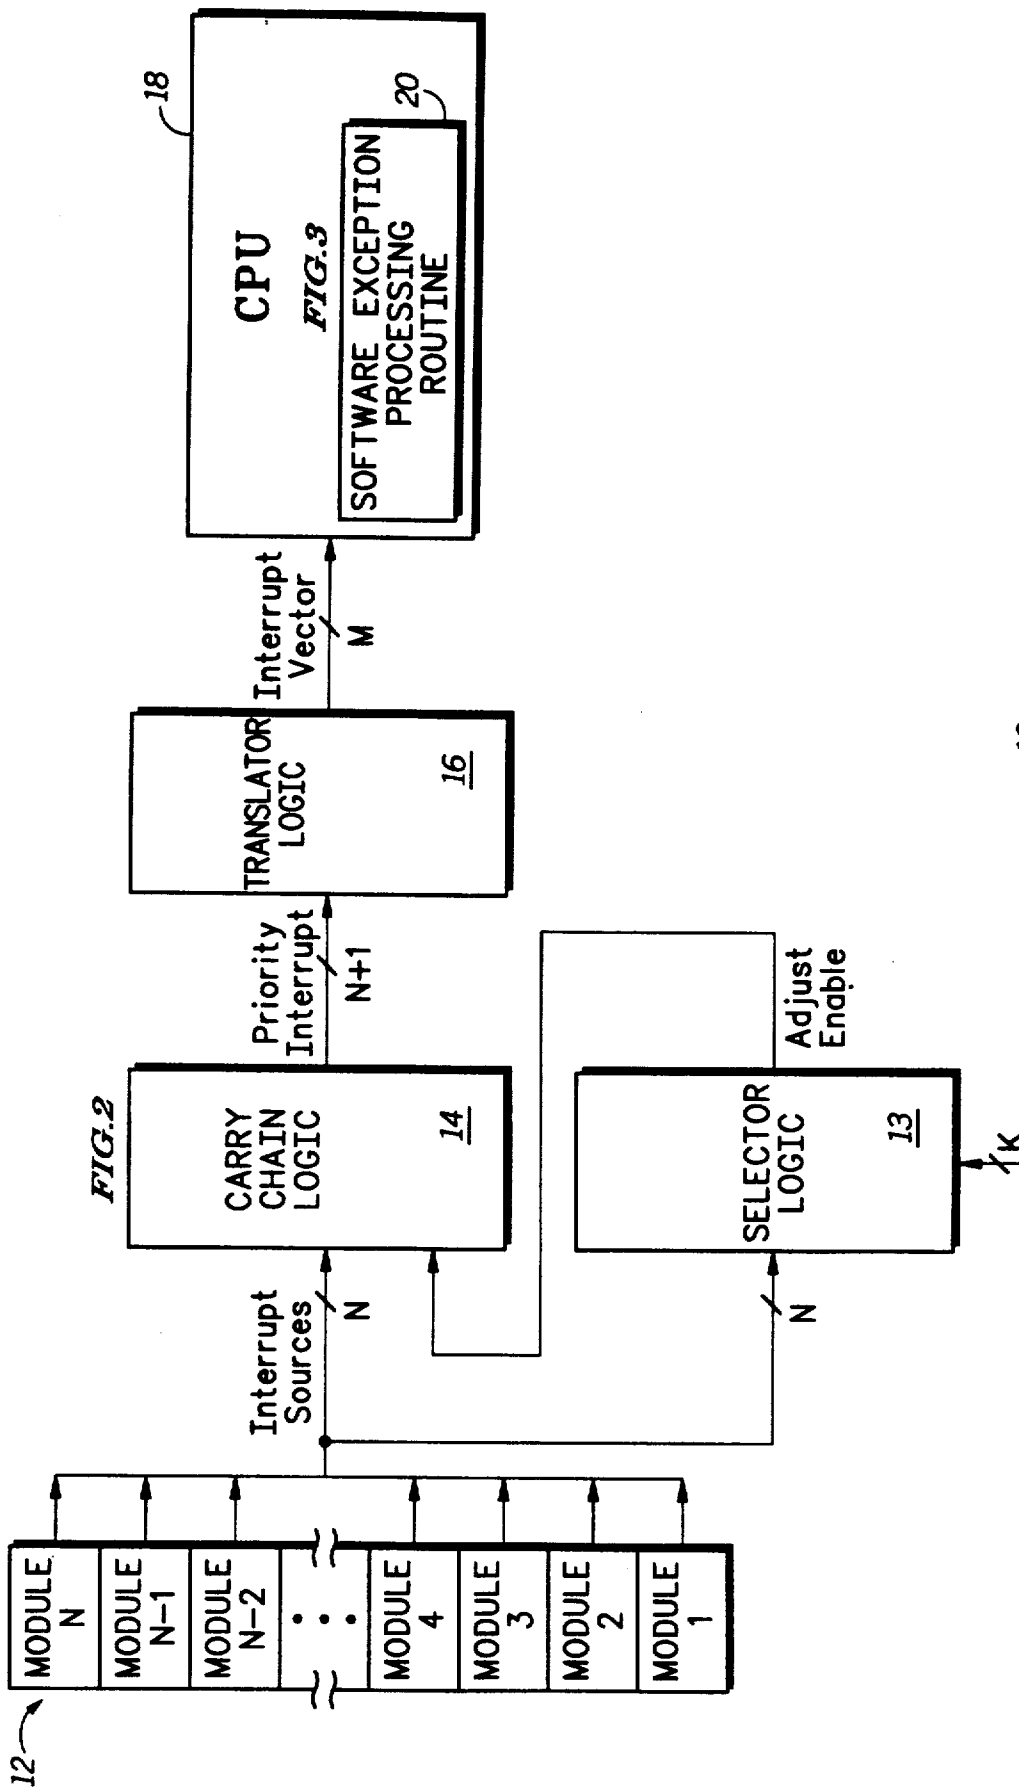 12
MODULE
N
MODULE
N-1
MODULE
N-2
MODULE
4
MODULE
3
MODULE
2
MODULE
1
Interrupt
Sources
N
N
FIG.2
CARRY
CHAIN
LOGIC
14
SELECTOR
LOGIC
13
K
Adjust
Enable
Priority
Interrupt
N+1
TRANSLATOR
LOGIC
16
Interrupt
Vector
M
18
CPU
FIG.3
SOFTWARE EXCEPTION
PROCESSING
ROUTINE
20